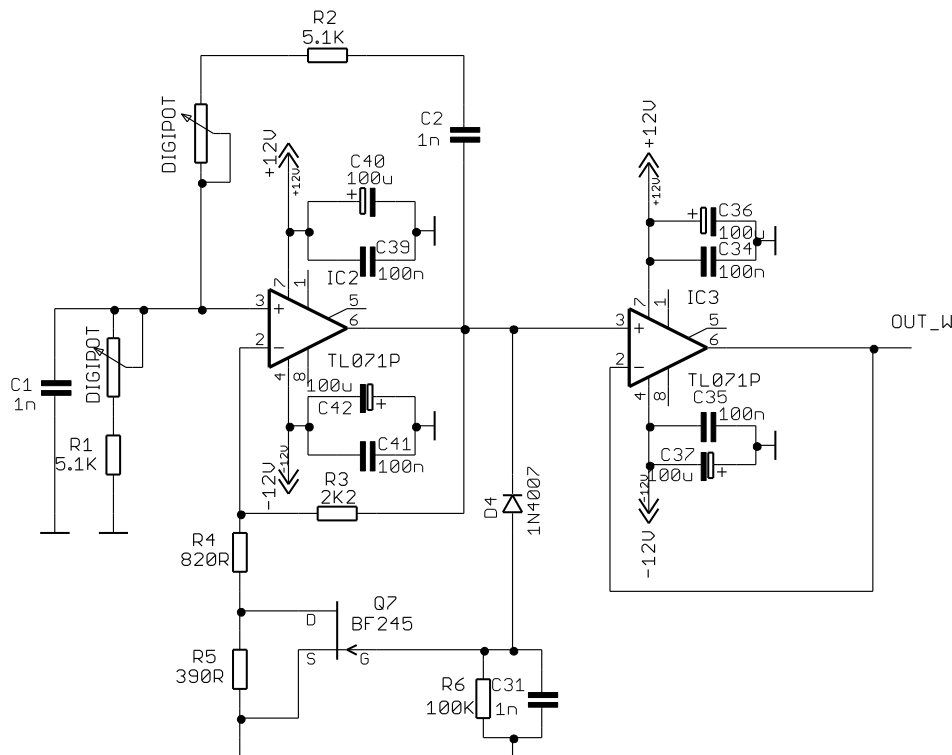 R2
5.1K
DIGIPOT
C2
1n
+12V
+12V
C40
100u
+
C39
100n
7
1
IC2
3
+
2
−
5
6
4
8
TL071P
100u
C42
+
C41
100n
-12V
-12V
C1
1n
DIGIPOT
R1
5.1K
R3
2K2
R4
820R
R5
390R
D
S
G
Q7
BF245
D4
1N4007
R6
100K
C31
1n
+12V
+12V
+
C36
100u
C34
100n
7
1
IC3
3
+
2
−
5
6
4
8
TL071P
C35
100n
C37
100u
+
-12V
-12V
OUT_W